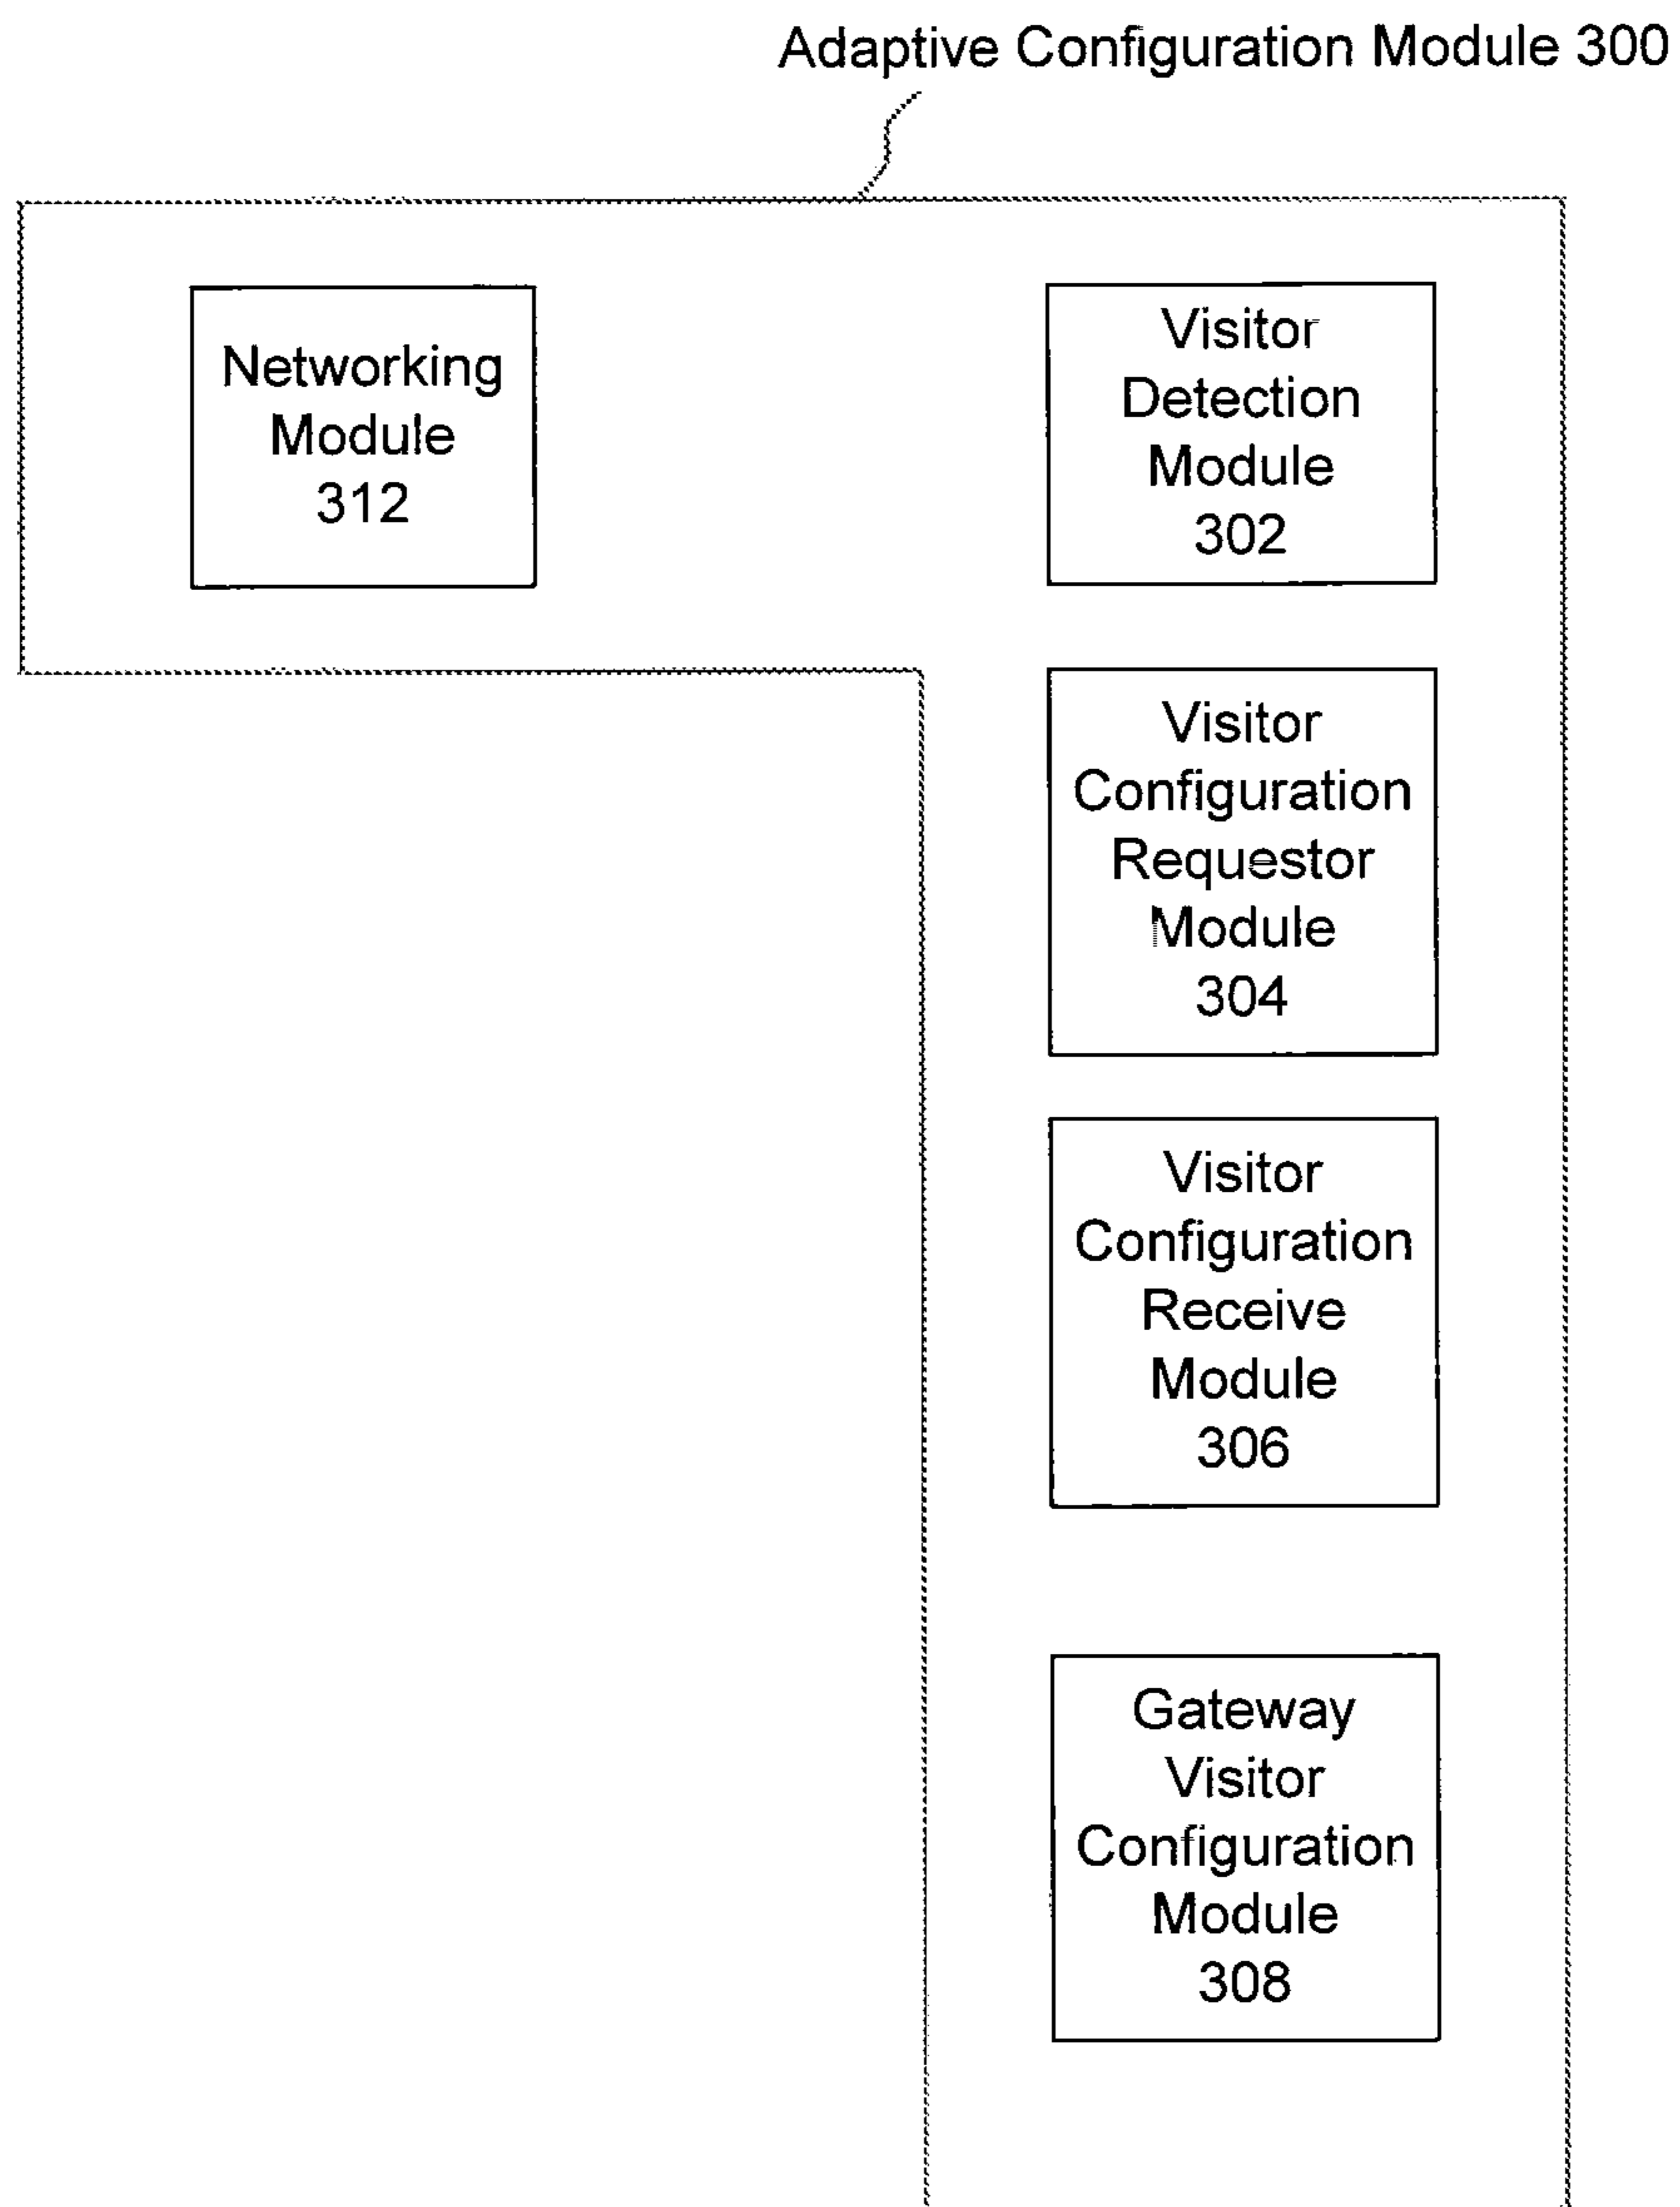 Adaptive Configuration Module 300
Networking
Module
312
Visitor
Detection
Module
302
Visitor
Configuration
Requestor
Module
304
Visitor
Configuration
Receive
Module
306
Gateway
Visitor
Configuration
Module
308